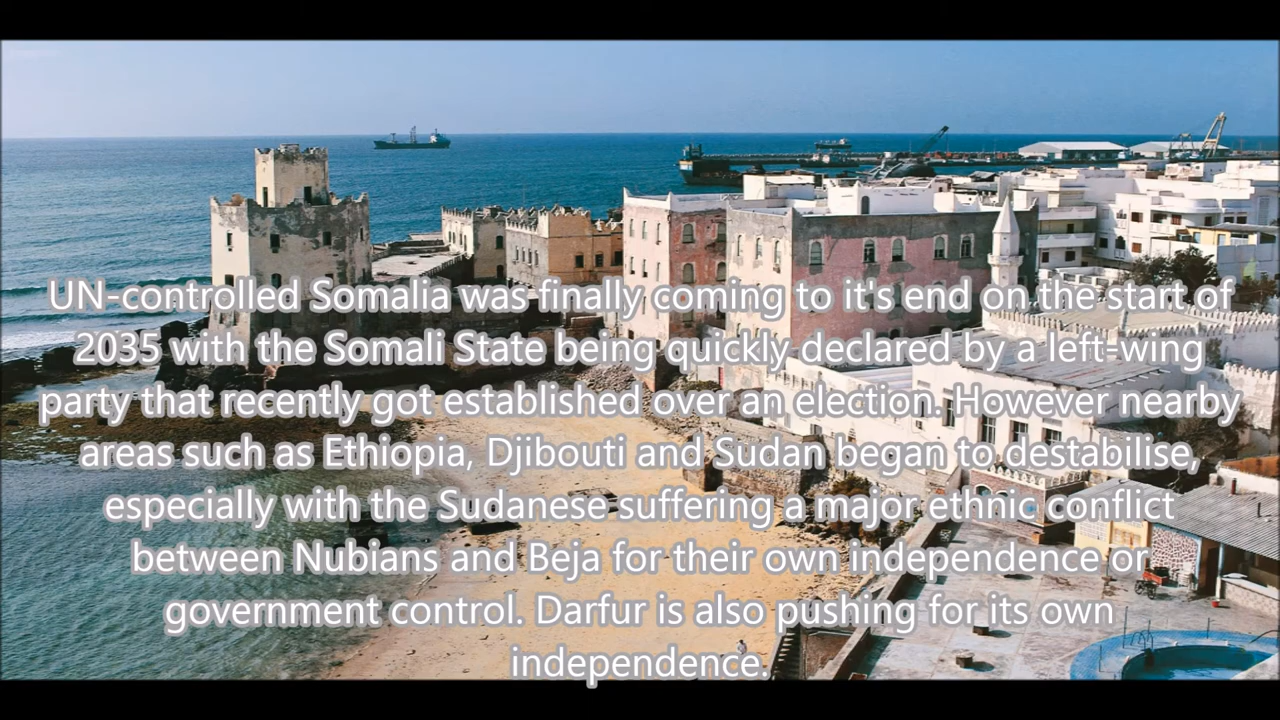 UN-controlled Somalia was finally coming to it's end on the start of
2035 with the Somali State being quickly declared by a left-wing
party that recently got established over an election. However nearby
areas such as Ethiopia, Djibouti and Sudan began to destabilise,
especially with the Sudanese suffering a major ethnic conflict
between Nubians and Beja for their own independence or
government control. Darfur is also pushing for its own
independence.